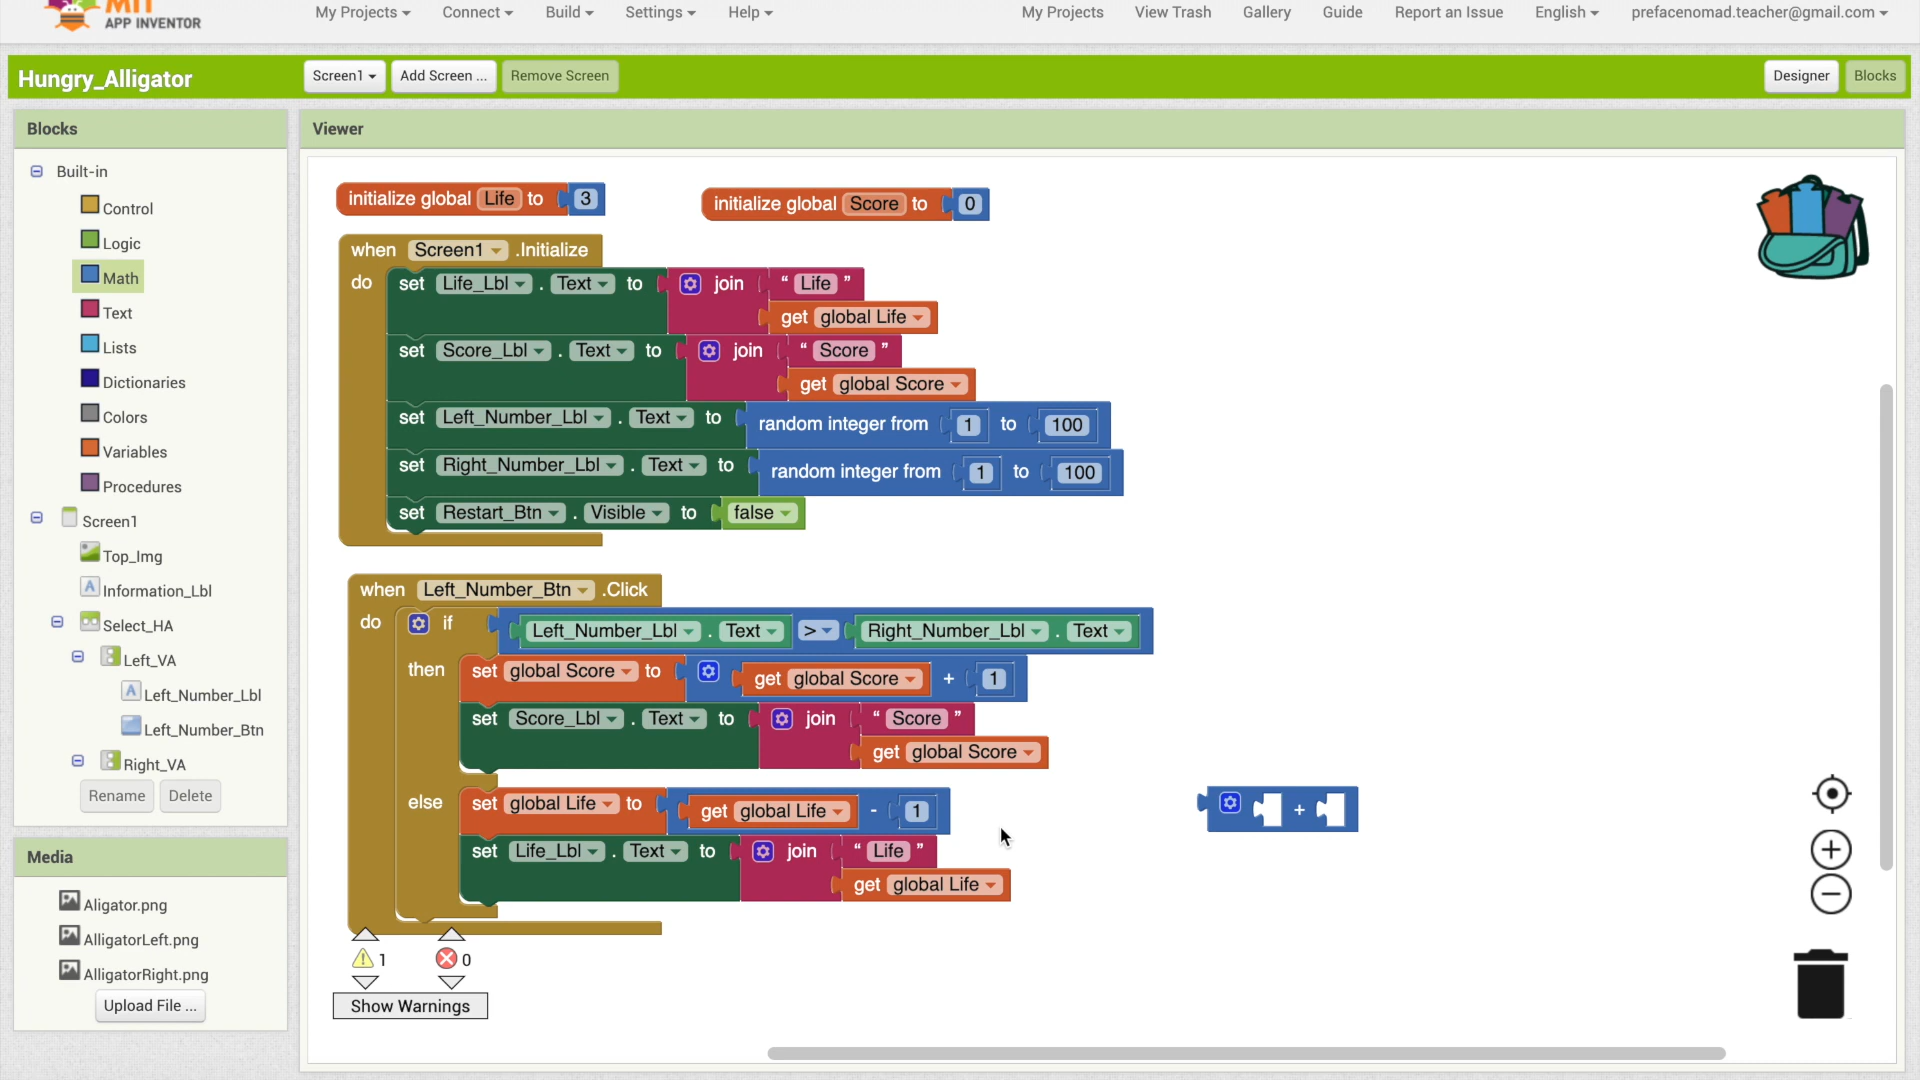 MIT
APP INVENTOR
My Projects Connect Build Settings Help My Projects View Trash Gallery Guide Report an Issue English prefacenomad.teacher@gmail.com
Hungry_Alligator Screen1 Add Screen ... Remove Screen Designer Blocks
Blocks
Built-in
Control
Logic
Math
Text
Lists
Dictionaries
Colors
Variables
Procedures
Screen1
Top_Img
Information_Lbl
Select_HA
Left_VA
Left_Number_Lbl
Left_Number_Btn
Right_VA
Rename Delete
Media
Aligator.png
AlligatorLeft.png
AlligatorRight.png
Upload File ...
Viewer
initialize global Life to 3 initialize global Score to 0
when Screen1 .Initialize
do set Life_Lbl . Text to join “ Life ”
get global Life
set Score_Lbl . Text to join “ Score ”
get global Score
set Left_Number_Lbl . Text to random integer from 1 to 100
set Right_Number_Lbl . Text to random integer from 1 to 100
set Restart_Btn . Visible to false
when Left_Number_Btn .Click
do if Left_Number_Lbl . Text > Right_Number_Lbl . Text
then set global Score to get global Score + 1
set Score_Lbl . Text to join “ Score ”
get global Score
else set global Life to get global Life - 1 +
set Life_Lbl . Text to join “ Life ”
get global Life
1 0
Show Warnings